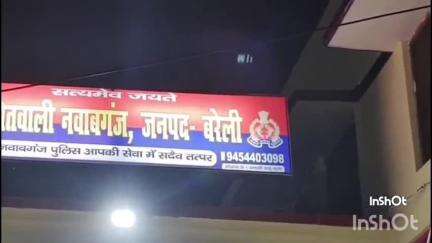 सत्यमेव जयते
कोतवाली नवाबगंज, जनपद- बरेली
नवाबगंज पुलिस आपकी सेवा में सदैव तत्पर
9454403098
InShOt
InShOt